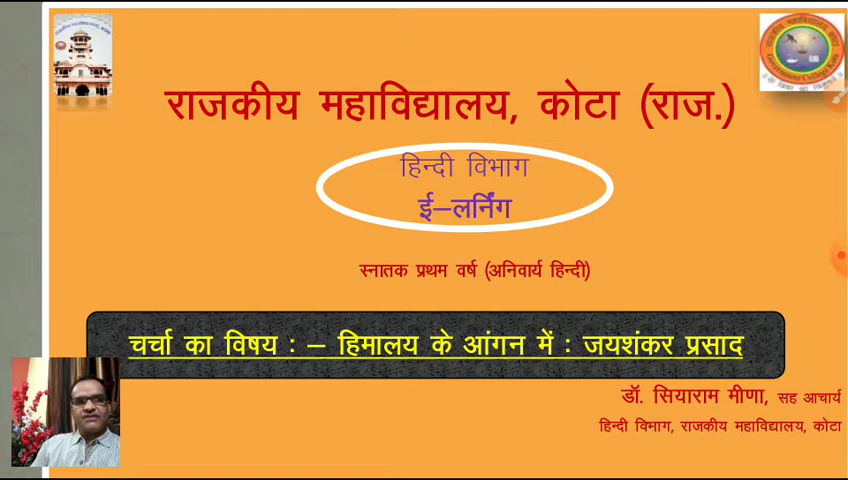 राजकीय महाविद्यालय, कोटा (राज.)
हिन्दी विभाग
ई–लर्निंग
स्नातक प्रथम वर्ष (अनिवार्य हिन्दी)
चर्चा का विषय : – हिमालय के आंगन में : जयशंकर प्रसाद
डॉ. सियाराम मीणा, सह आचार्य
हिन्दी विभाग, राजकीय महाविद्यालय, कोटा